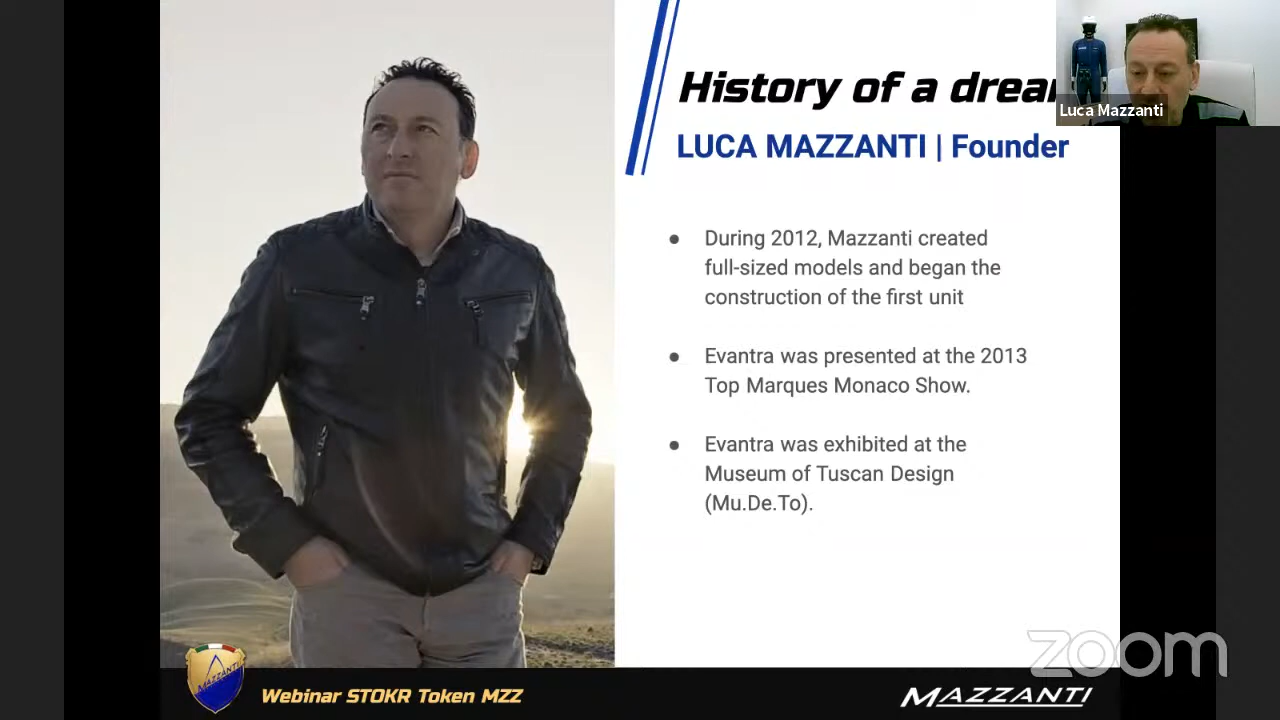 History of a drea
Luca Mazzanti
LUCA MAZZANTI | Founder
● During 2012, Mazzanti created
full-sized models and began the
construction of the first unit
● Evantra was presented at the 2013
Top Marques Monaco Show.
● Evantra was exhibited at the
Museum of Tuscan Design
(Mu.De.To).
zoom
MAZZANTI
Webinar STOKR Token MZZ
MAZZANTI